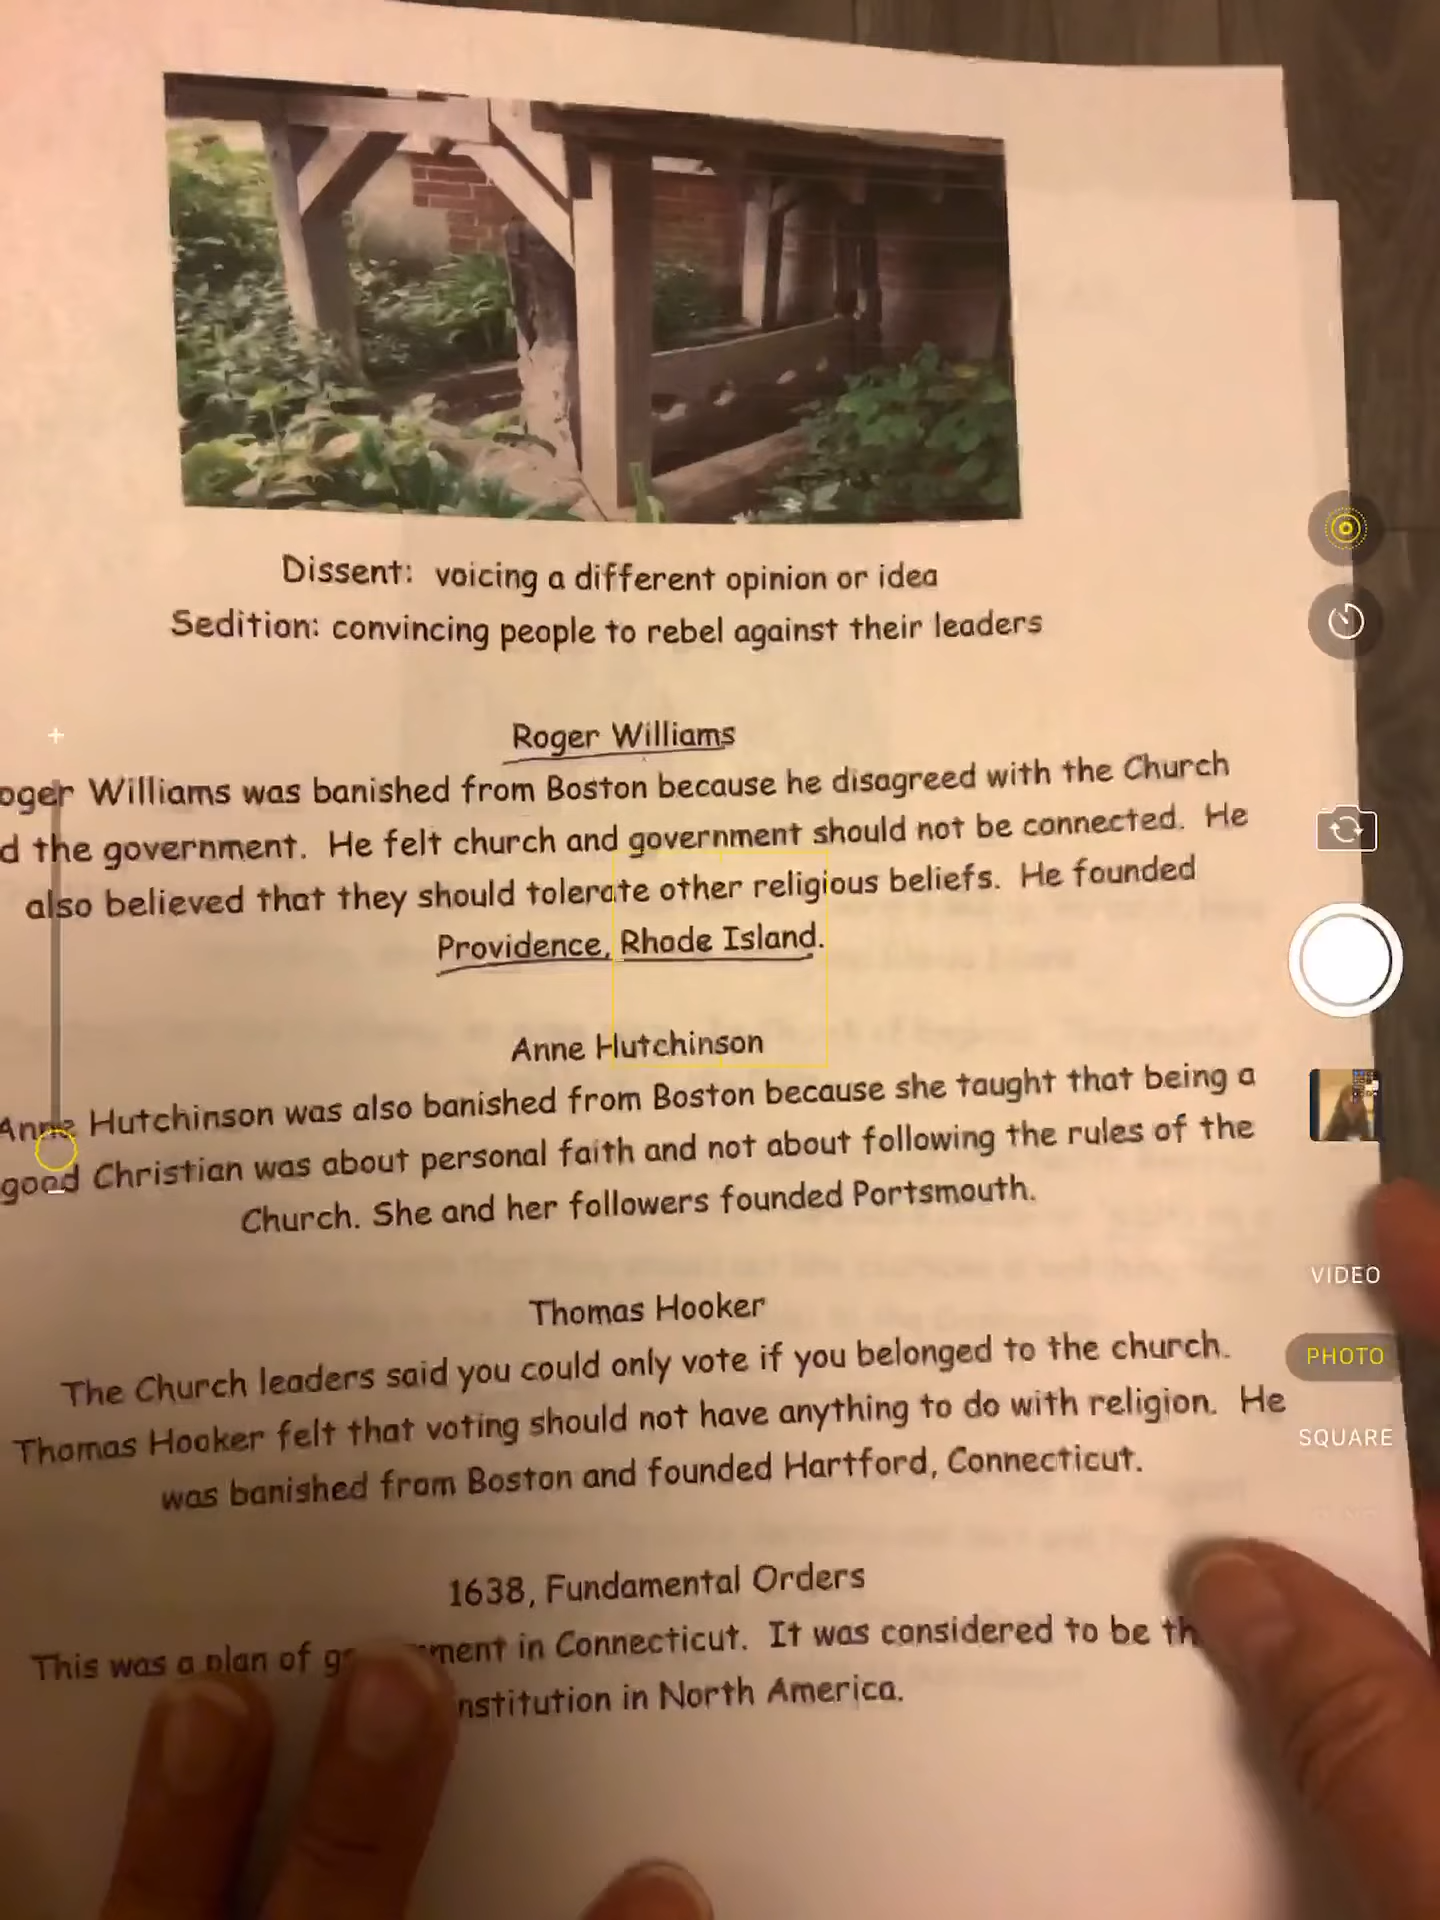 Dissent: voicing a different opinion or idea
Sedition: convincing people to rebel against their leaders
Roger Williams
oger Williams was banished from Boston because he disagreed with the Church
d the government. He felt church and government should not be connected. He
also believed that they should tolerate other religious beliefs. He founded
Providence, Rhode Island.
Anne Hutchinson
Anne Hutchinson was also banished from Boston because she taught that being a
good Christian was about personal faith and not about following the rules of the
Church. She and her followers founded Portsmouth.
Thomas Hooker
The Church leaders said you could only vote if you belonged to the church.
Thomas Hooker felt that voting should not have anything to do with religion. He
was banished from Boston and founded Hartford, Connecticut.
1638, Fundamental Orders
This was a plan of ment in Connecticut. It was considered to be th
nstitution in North America.
VIDEO
PHOTO
SQUARE